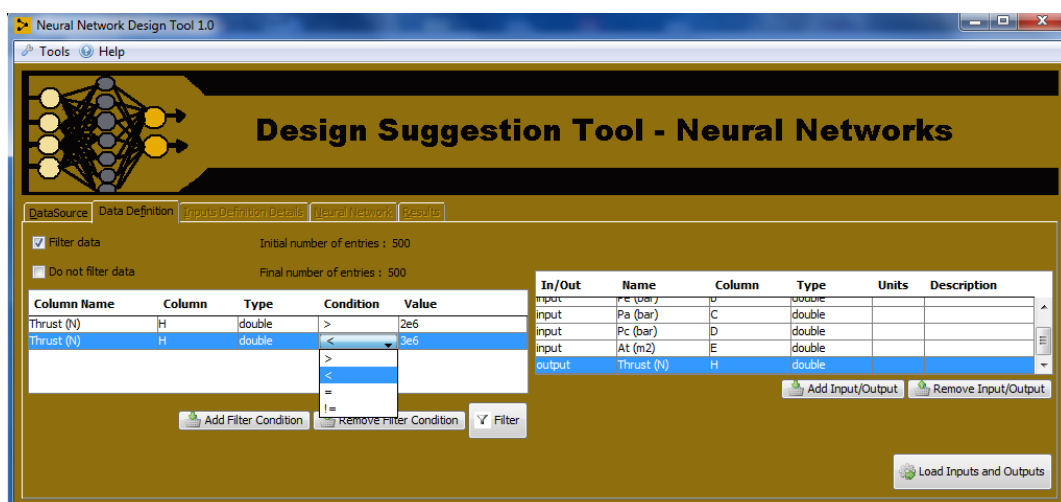 Neural Network Design Tool 1.0
Tools Help
Design Suggestion Tool - Neural Networks
DataSource Data Definition Inputs Definition Details Neural Network Results
Filter data Initial number of entries : 500
Do not filter data Final number of entries : 500
Column Name Column Type Condition Value
Thrust (N) H double > 2e6
Thrust (N) H double < 3e6
>
<
=
!=
Add Filter Condition Remove Filter Condition Filter
In/Out Name Column Type Units Description
input Pe (bar) double
input Pa (bar) C double
input Pc (bar) D double
input At (m2) E double
output Thrust (N) H double
Add Input/Output Remove Input/Output
Load Inputs and Outputs